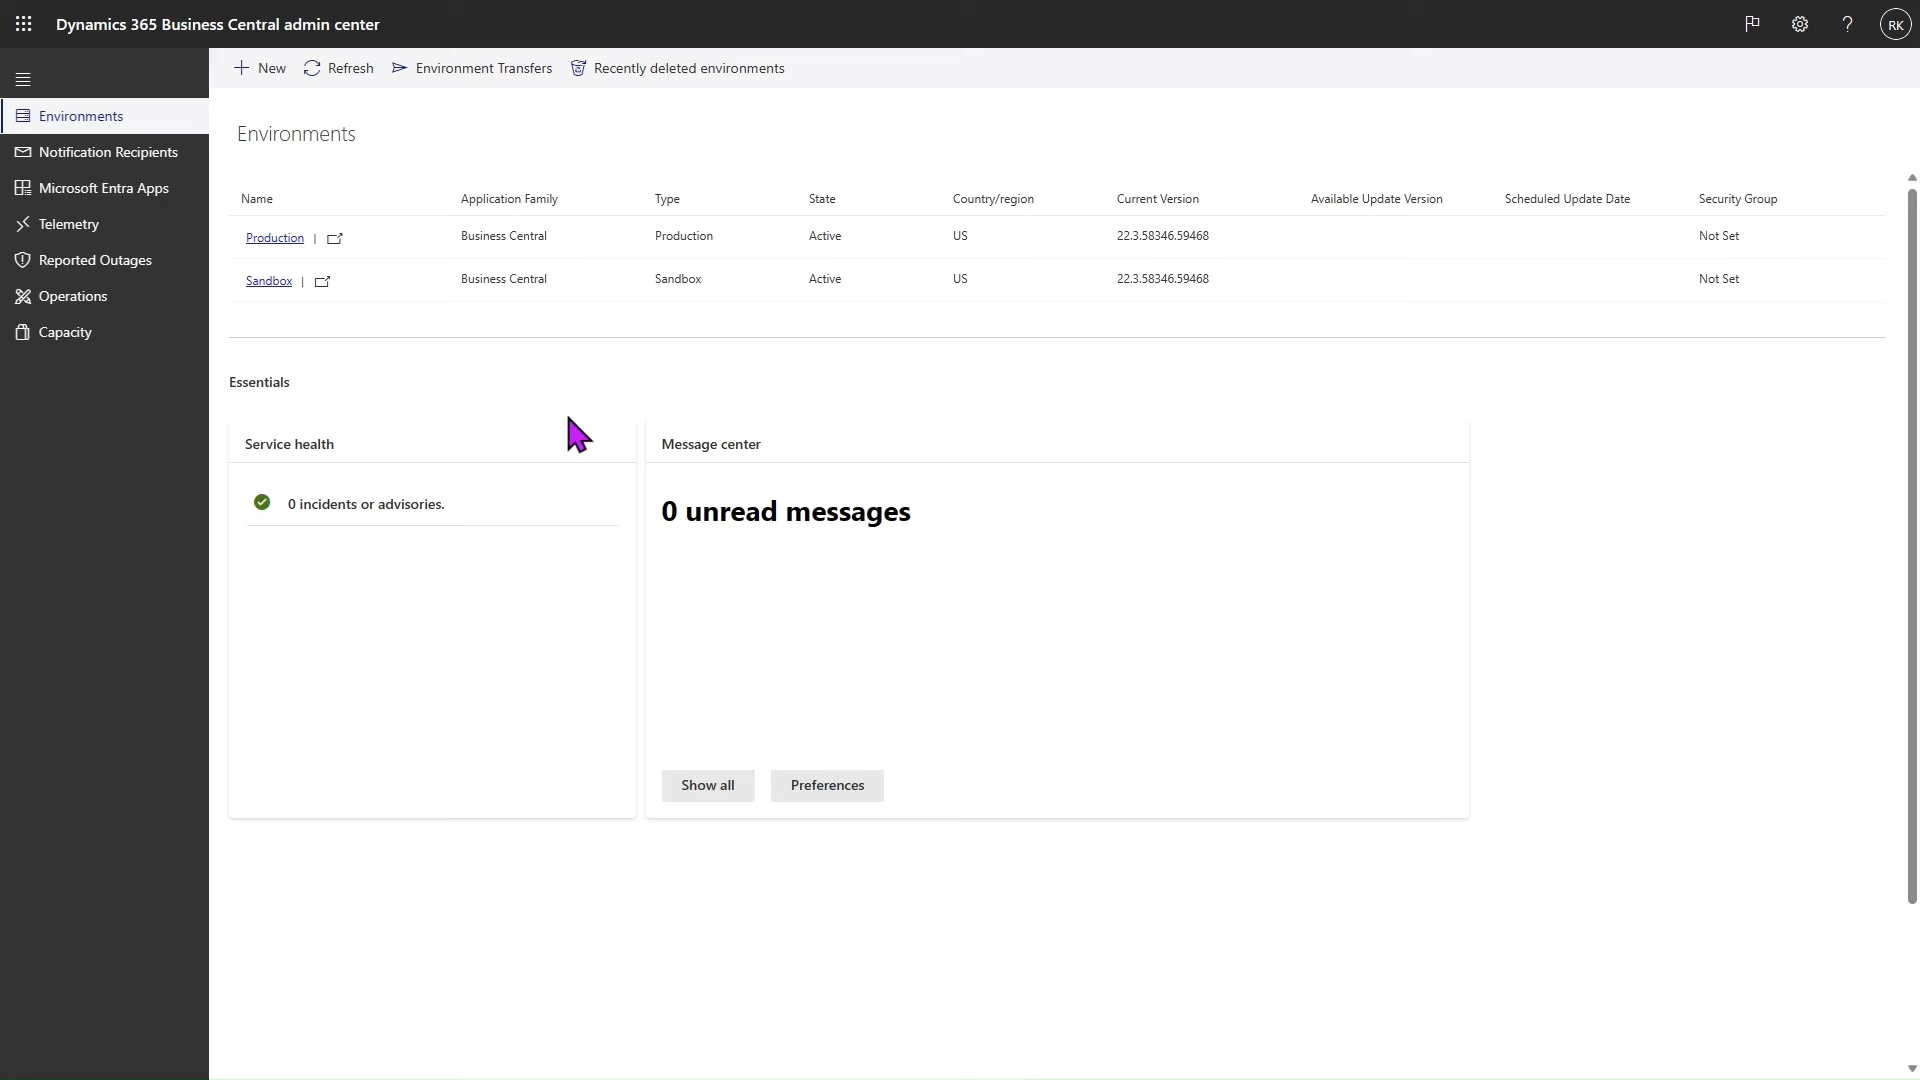 Dynamics 365 Business Central admin center
?
RK
New
Refresh
Environment Transfers
Recently deleted environments
Environments
Notification Recipients
Microsoft Entra Apps
Telemetry
Reported Outages
Operations
Capacity
Environments
Name Application Family Type State Country/region Current Version Available Update Version Scheduled Update Date Security Group
Production | Business Central Production Active US 22.3.58346.59468 Not Set
Sandbox | Business Central Sandbox Active US 22.3.58346.59468 Not Set
Essentials
Service health
0 incidents or advisories.
Message center
0 unread messages
Show all
Preferences